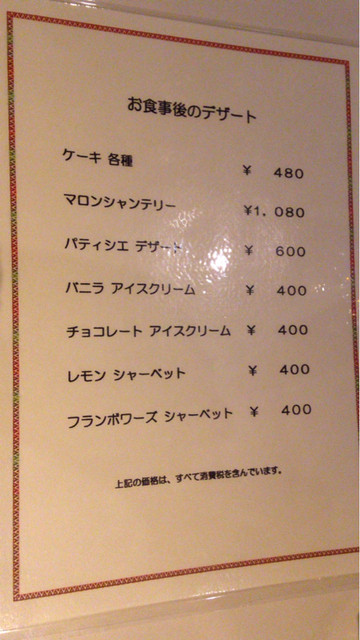 お食事後のデザート
ケーキ 各種 ¥ 480
マロンシャンテリー ¥1, 080
パティシエ デザート ¥ 600
バニラ アイスクリーム ¥ 400
チョコレート アイスクリーム ¥ 400
レモン シャーベット ¥ 400
フランボワーズ シャーベット ¥ 400
上記の価格は、すべて消費税を含んでいます。